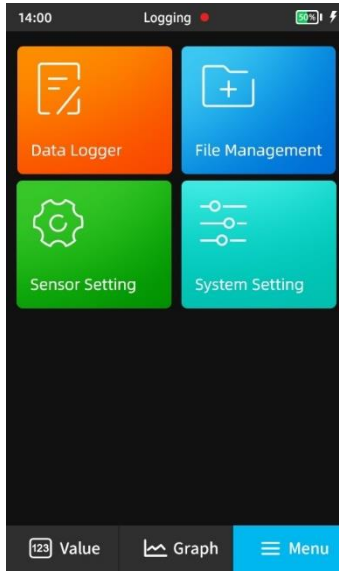 14:00 Logging 50%
Data Logger File Management
Sensor Setting System Setting
123 Value Graph Menu